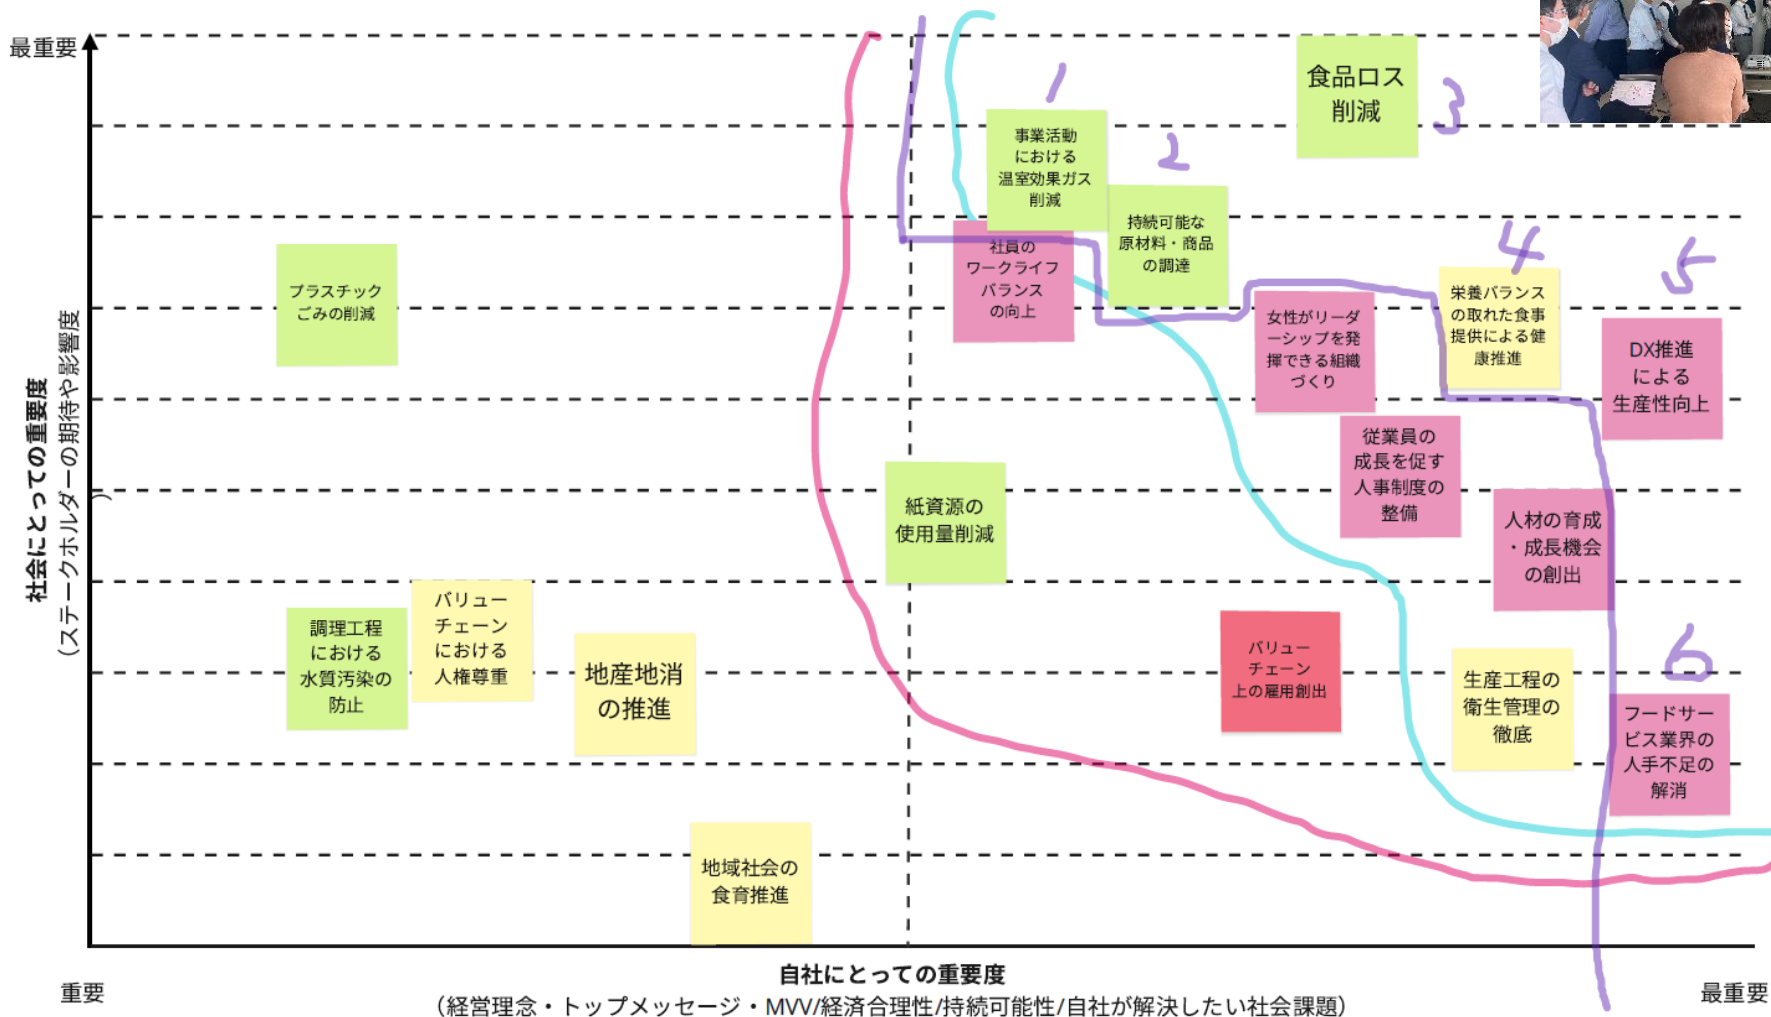 最重要
1
食品ロス
削減
3
事業活動
における
温室効果ガス
削減
2
持続可能な
原材料・商品
の調達
社員の
ワークライフ
バランス
の向上
プラスチック
ごみの削減
4
栄養バランス
の取れた食事
提供による健
康推進
5
女性がリーダ
ーシップを発
揮できる組織
づくり
DX推進
による
生産性向上
従業員の
成長を促す
人事制度の
整備
紙資源の
使用量削減
人材の育成
・成長機会
の創出
社会にとっての重要度
（ステークホルダーの期待や影響度
）
調理工程
における
水質汚染の
防止
バリュー
チェーン
における
人権尊重
地産地消
の推進
バリュー
チェーン
上の雇用創出
生産工程の
衛生管理の
徹底
6
フードサー
ビス業界の
人手不足の
解消
地域社会の
食育推進
重要
自社にとっての重要度
（経営理念・トップメッセージ・MVV/経済合理性/持続可能性/自社が解決したい社会課題）
最重要